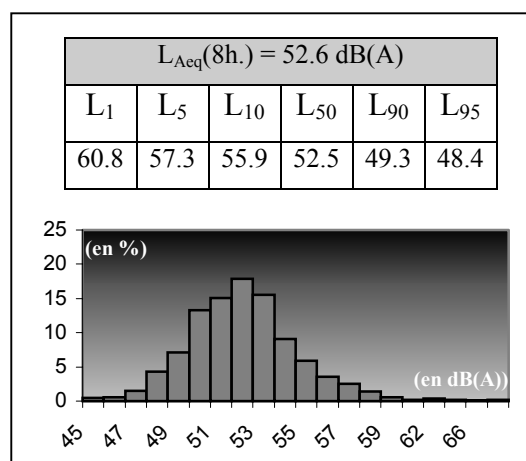 LAeq(8h.) = 52.6 dB(A)
L1 L5 L10 L50 L90 L95
60.8 57.3 55.9 52.5 49.3 48.4
25
(en %)
20
15
10
5
(en dB(A))
0
45 47 49 51 53 55 57 59 62 66